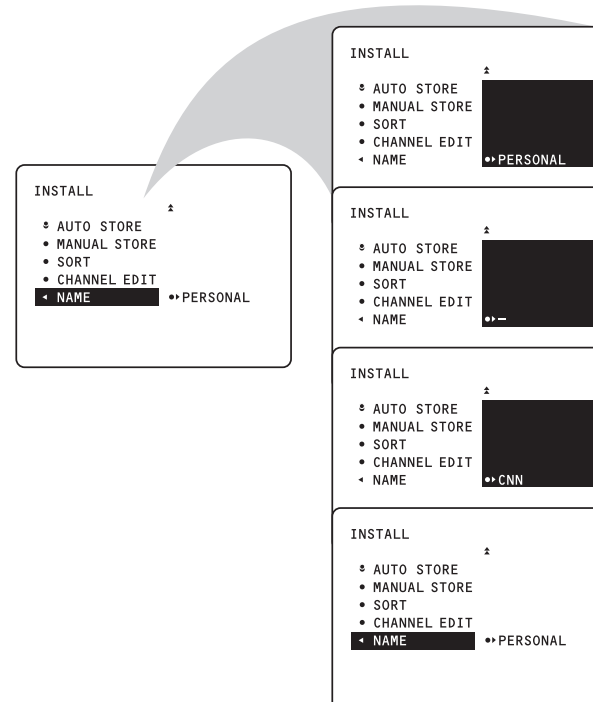 INSTALL
AUTO STORE
MANUAL STORE
SORT
CHANNEL EDIT
NAME PERSONAL
INSTALL
AUTO STORE
MANUAL STORE
SORT
CHANNEL EDIT
NAME PERSONAL
INSTALL
AUTO STORE
MANUAL STORE
SORT
CHANNEL EDIT
NAME –
INSTALL
AUTO STORE
MANUAL STORE
SORT
CHANNEL EDIT
NAME CNN
INSTALL
AUTO STORE
MANUAL STORE
SORT
CHANNEL EDIT
NAME PERSONAL